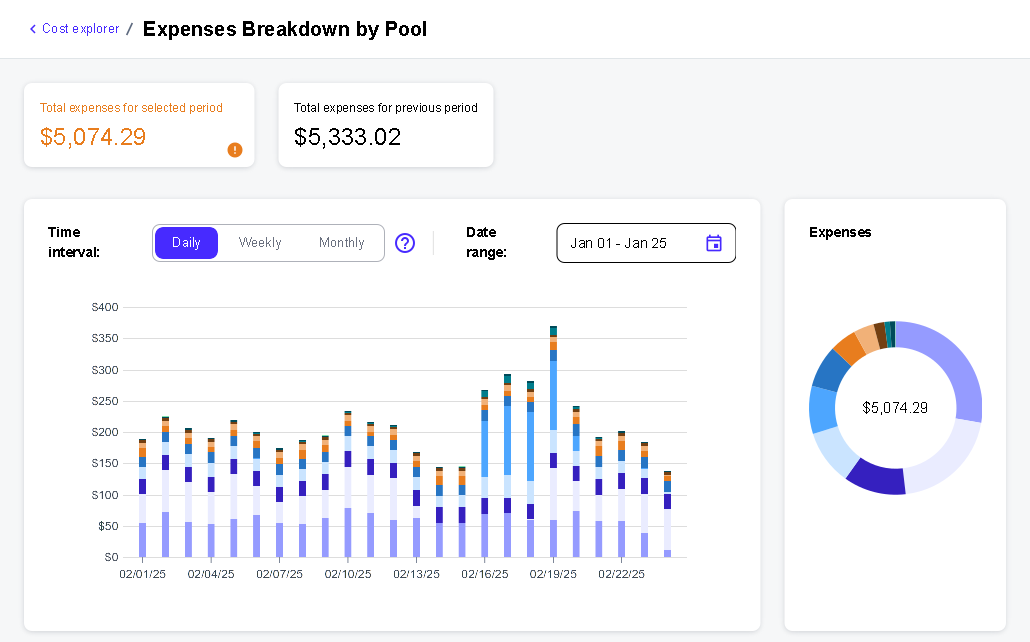 Cost explorer / Expenses Breakdown by Pool
Total expenses for selected period
$5,074.29
Total expenses for previous period
$5,333.02
Time
interval:
Daily Weekly Monthly
Date
range:
Jan 01 - Jan 25
$400
$350
$300
$250
$200
$150
$100
$50
$0
02/01/25 02/04/25 02/07/25 02/10/25 02/13/25 02/16/25 02/19/25 02/22/25
Expenses
$5,074.29